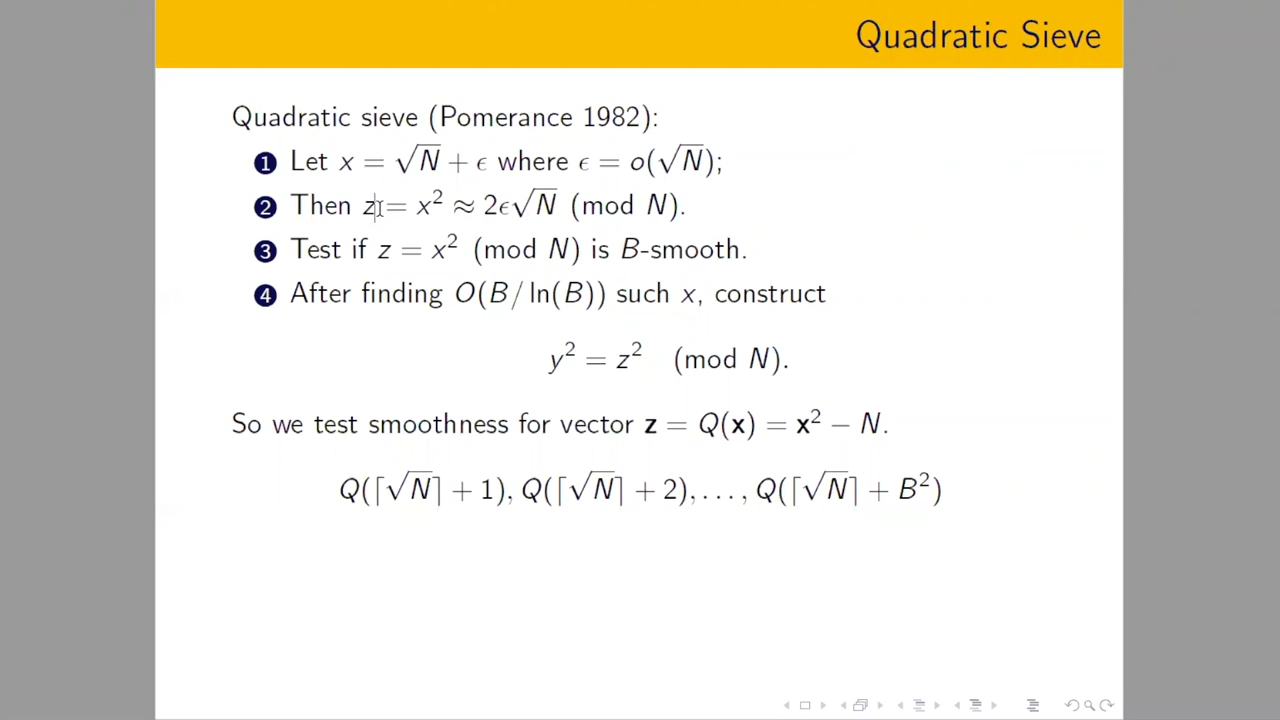 Quadratic Sieve
Quadratic sieve (Pomerance 1982):
1 Let x = √N + ϵ where ϵ = o(√N);
2 Then z = x² ≈ 2ϵ√N (mod N).
3 Test if z = x² (mod N) is B-smooth.
4 After finding O(B/ ln(B)) such x, construct
y² = z² (mod N).
So we test smoothness for vector z = Q(x) = x² − N.
Q(⌈√N⌉ + 1), Q(⌈√N⌉ + 2), . . . , Q(⌈√N⌉ + B²)